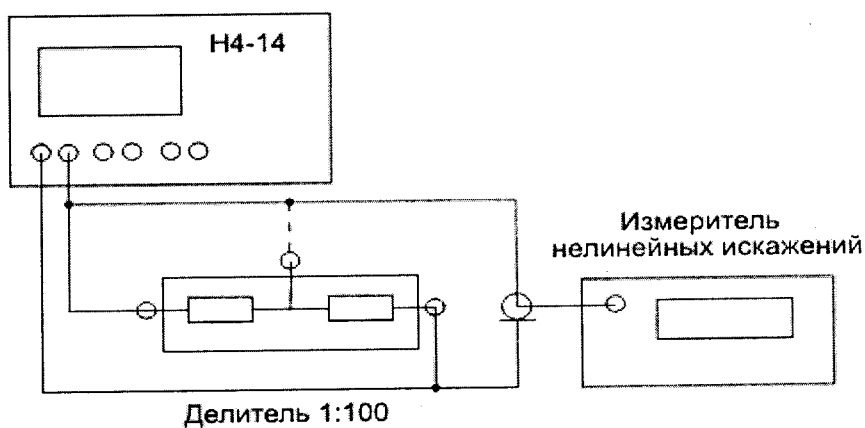 Н4-14
Измеритель
нелинейных искажений
Делитель 1:100